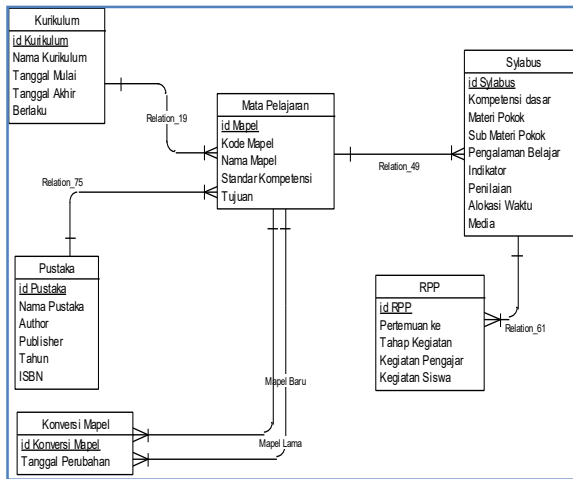 Kurikulum
id Kurikulum
Nama Kurikulum
Tanggal Mulai
Tanggal Akhir
Berlaku
Relation_19
Mata Pelajaran
id Mapel
Kode Mapel
Nama Mapel
Standar Kompetensi
Tujuan
Relation_49
Sylabus
id Sylabus
Kompetensi dasar
Materi Pokok
Sub Materi Pokok
Pengalaman Belajar
Indikator
Penilaian
Alokasi Waktu
Media
Relation_75
Pustaka
id Pustaka
Nama Pustaka
Author
Publisher
Tahun
ISBN
RPP
id RPP
Pertemuan ke
Tahap Kegiatan
Kegiatan Pengajar
Kegiatan Siswa
Relation_61
Mapel Baru
Mapel Lama
Konversi Mapel
id Konversi Mapel
Tanggal Perubahan